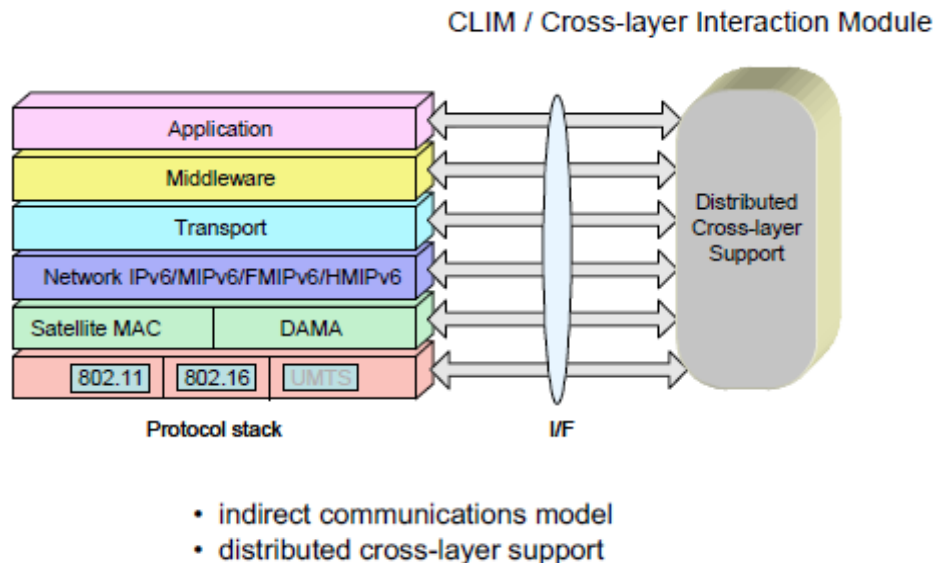 CLIM / Cross-layer Interaction Module
Application
Middleware
Transport
Network IPv6/MIPv6/FMIPv6/HMIPv6
Satellite MAC DAMA
802.11 802.16 UMTS
Distributed
Cross-layer
Support
Protocol stack I/F
• indirect communications model
• distributed cross-layer support